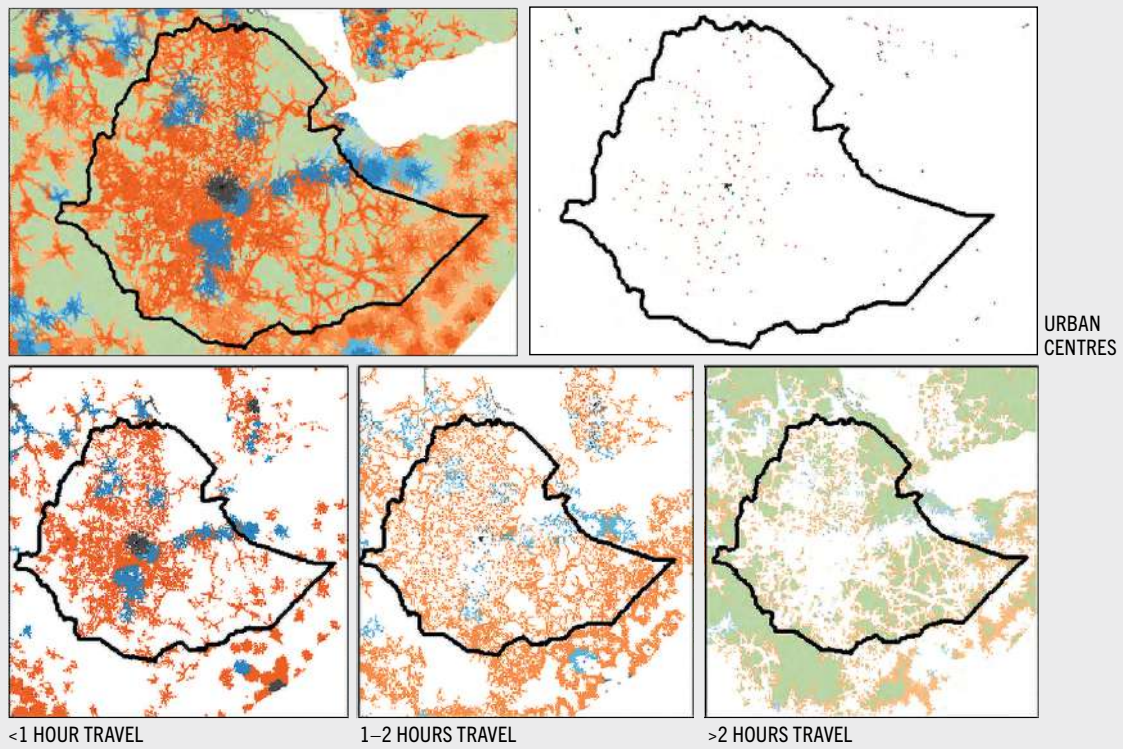 URBAN
CENTRES
<1 HOUR TRAVEL
1–2 HOURS TRAVEL
>2 HOURS TRAVEL